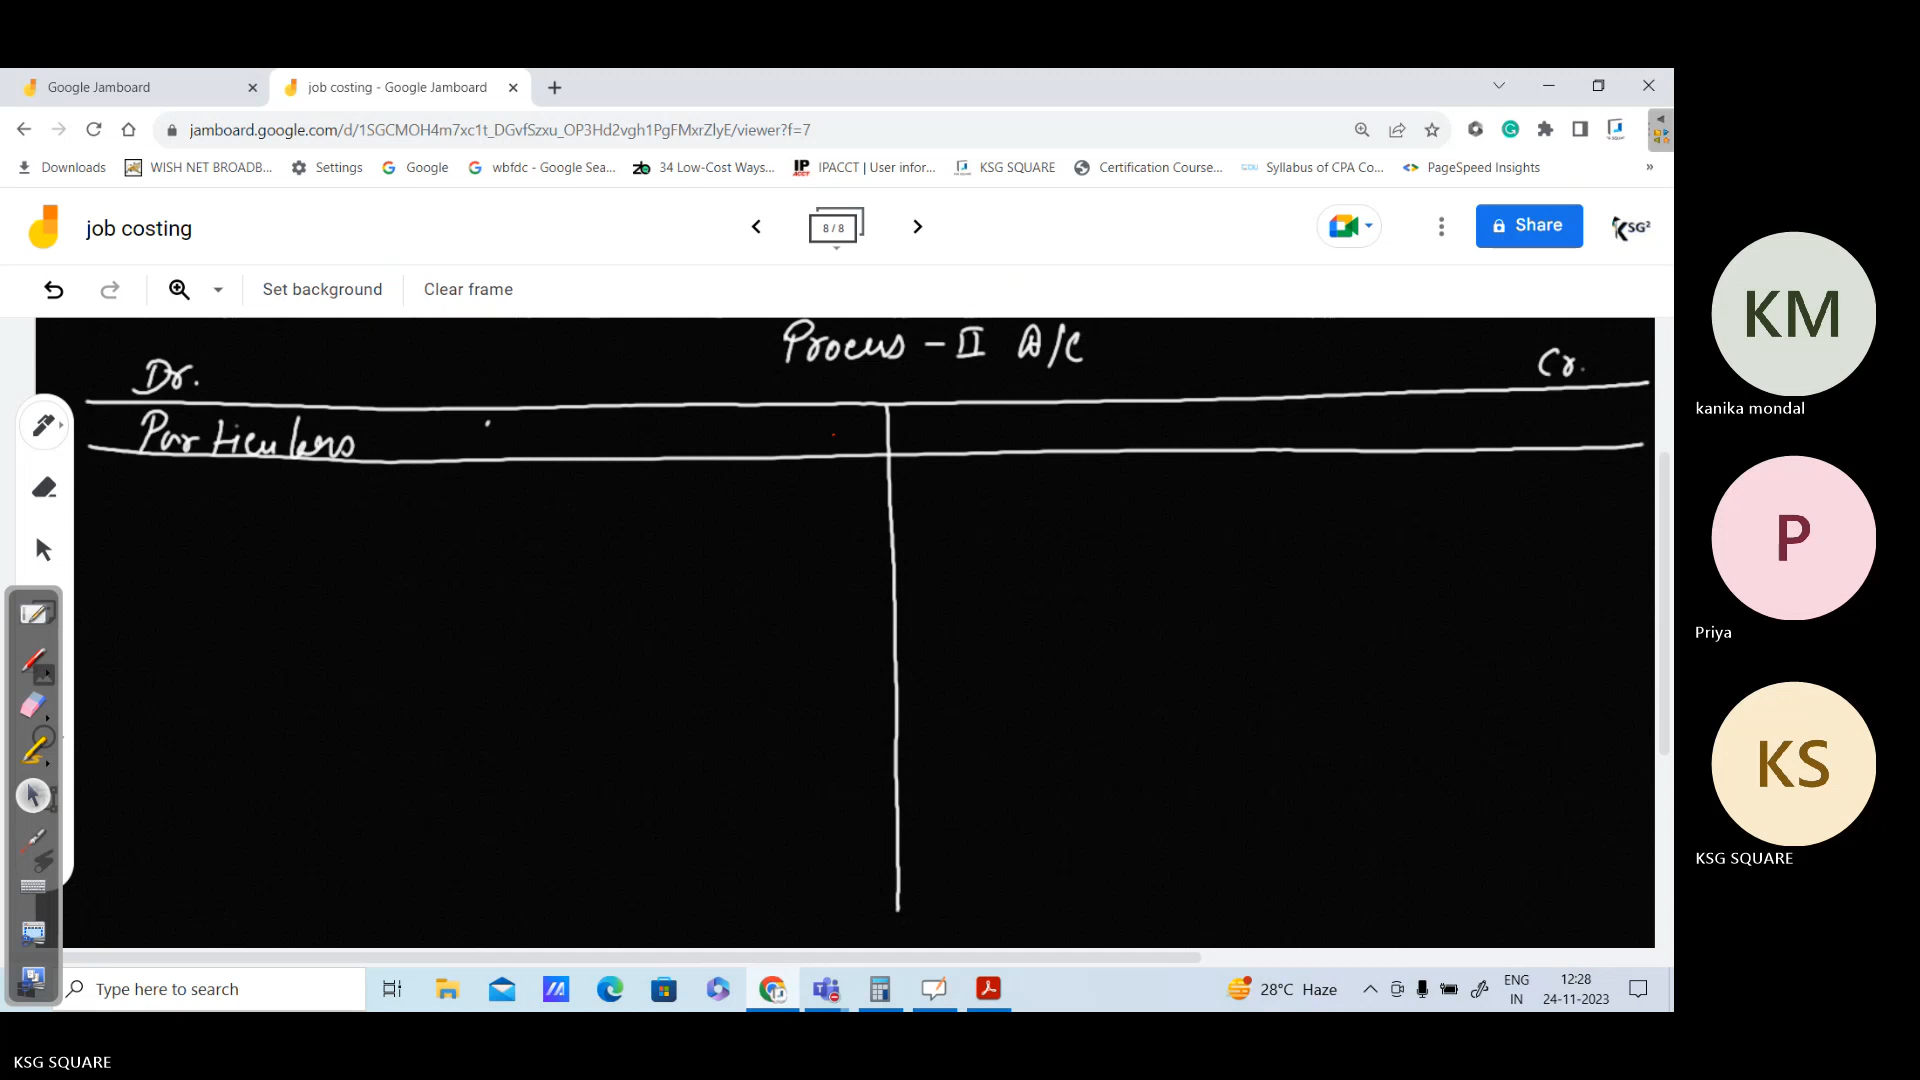 Google Jamboard
job costing - Google Jamboard
jamboard.google.com/d/1SGCMOH4m7xc1t_DGvfSzxu_OP3Hd2vgh1PgFMxrZlyE/viewer?f=7
Downloads WISH NET BROADB... Settings Google wbfdc - Google Sea... 34 Low-Cost Ways... IPACCT | User infor... KSG SQUARE Certification Course... Syllabus of CPA Co... PageSpeed Insights »
job costing
8 / 8
Share
KSG²
Set background
Clear frame
Process - II A/C
Dr.
Cr.
Particulars
KM
kanika mondal
P
Priya
KS
KSG SQUARE
Type here to search
28°C Haze
ENG
IN
12:28
24-11-2023
KSG SQUARE